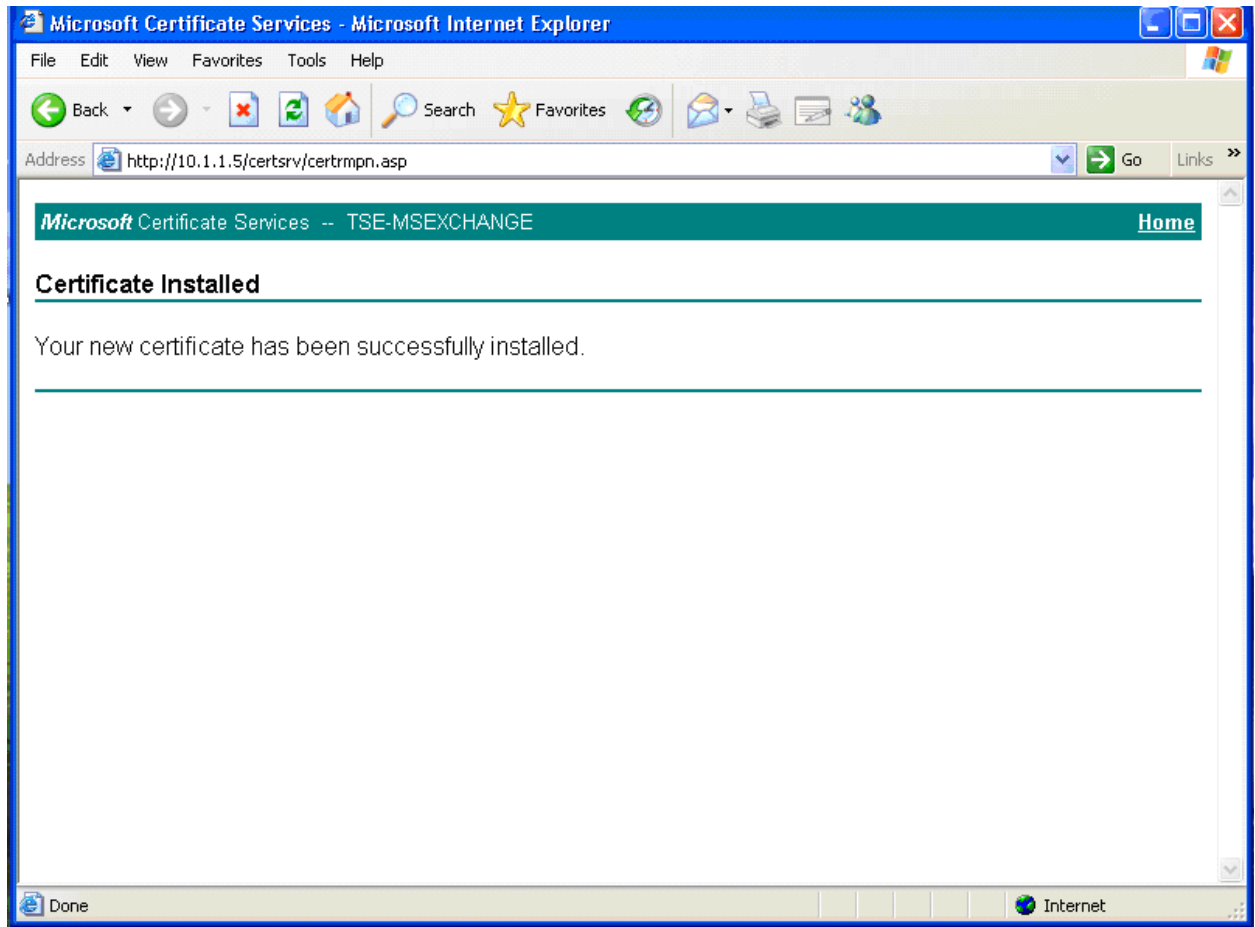 Microsoft Certificate Services - Microsoft Internet Explorer
File Edit View Favorites Tools Help
Back Search Favorites
Address http://10.1.1.5/certsrv/certrmpn.asp Go Links »
Microsoft Certificate Services -- TSE-MSEXCHANGE Home
Certificate Installed
Your new certificate has been successfully installed.
Done Internet